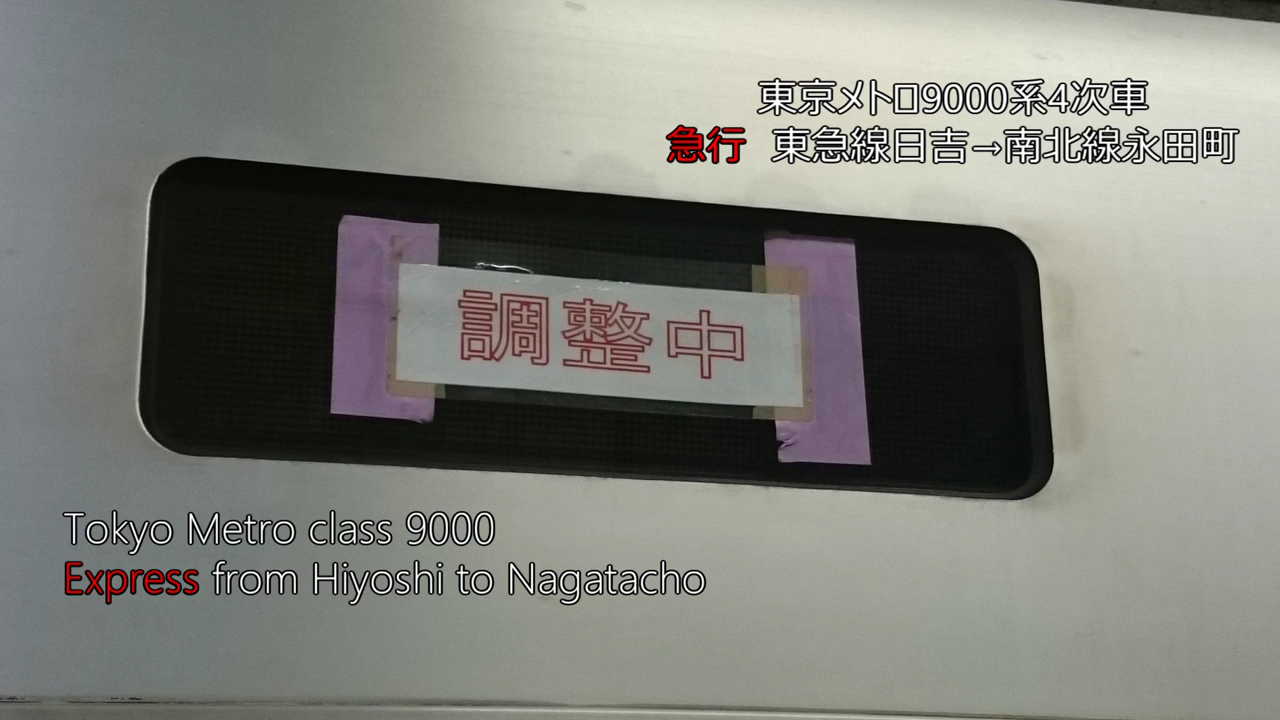 東京メトロ9000系4次車
急行 東急線日吉→南北線永田町
調整中
Tokyo Metro class 9000
Express from Hiyoshi to Nagatacho